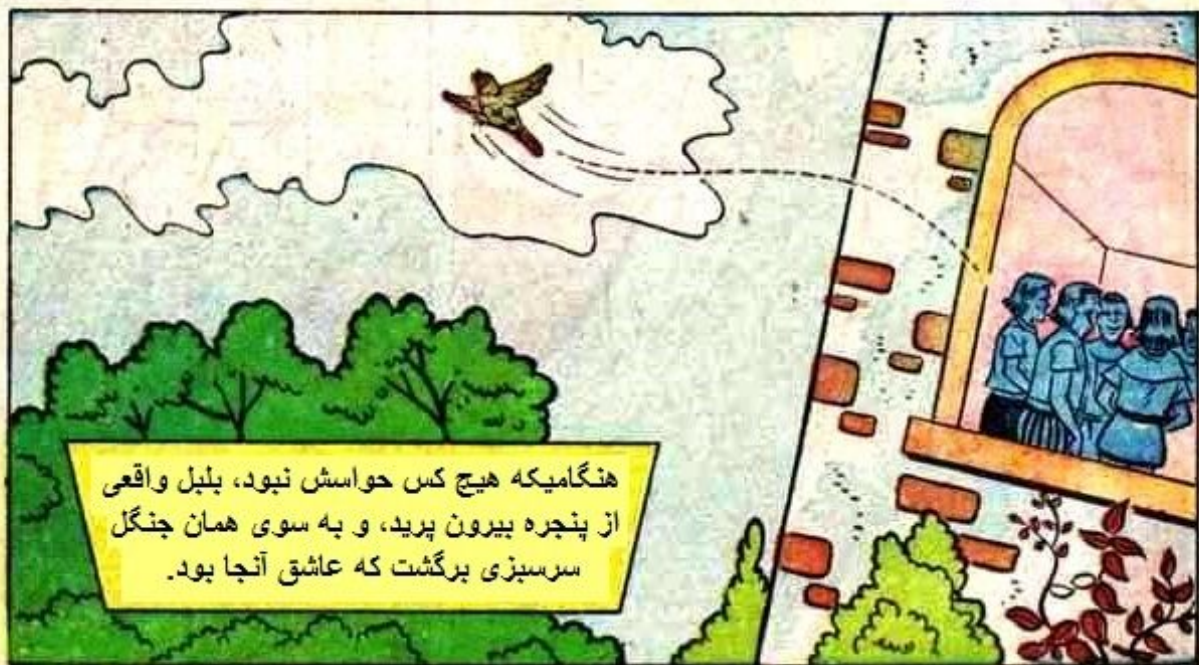 هنگامیکه هیچ کس حواسش نبود، بلبل واقعی
از پنجره بیرون پرید، و به سوی همان جنگل
سرسبزی برگشت که عاشق آنجا بود.